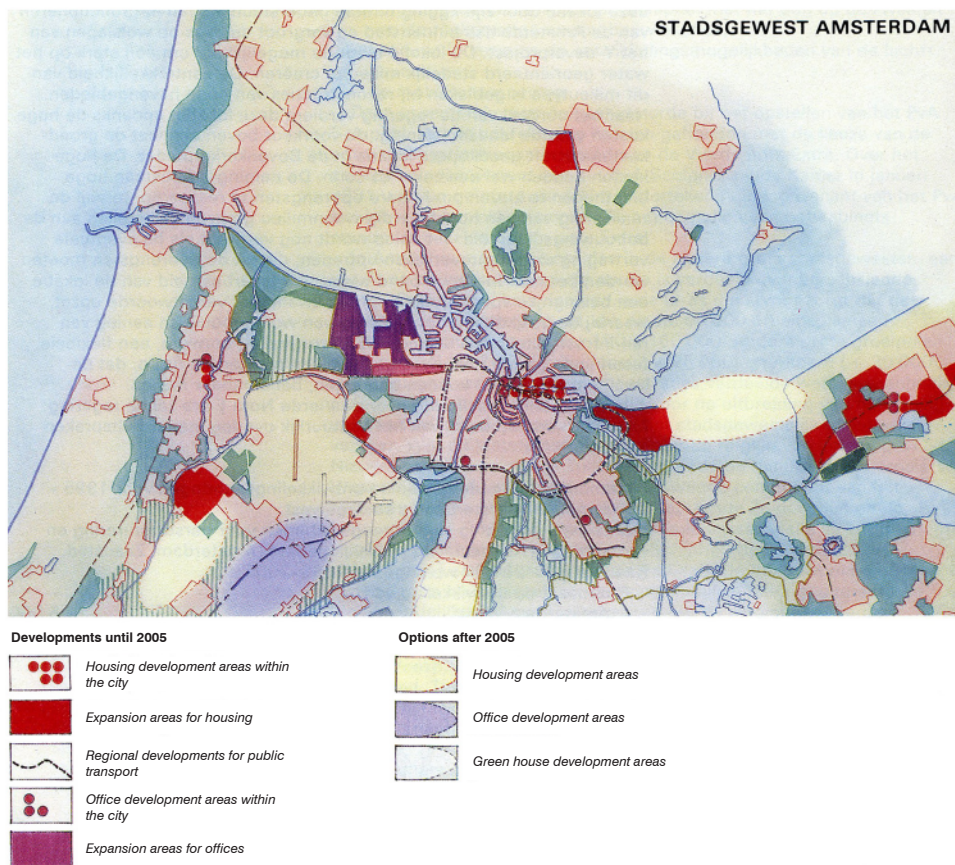 STADSGEWEST AMSTERDAM
Developments until 2005
Housing development areas within
the city
Expansion areas for housing
Regional developments for public
transport
Office development areas within
the city
Expansion areas for offices
Options after 2005
Housing development areas
Office development areas
Green house development areas